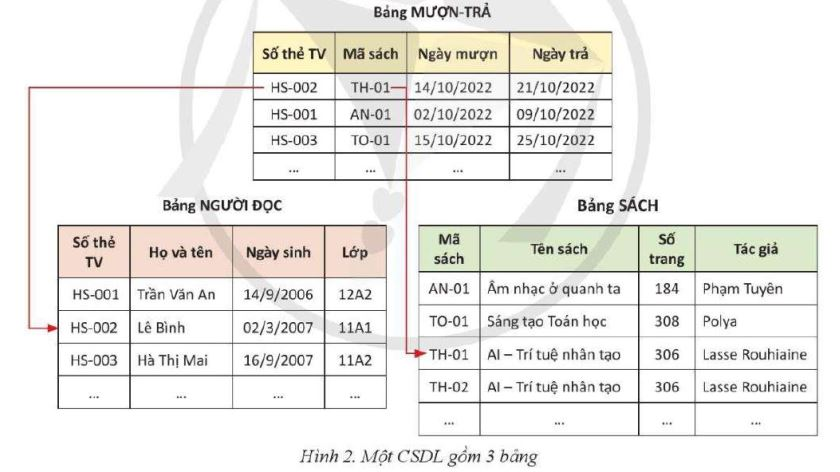 Bảng MƯỢN-TRẢ
Số thẻ TV Mã sách Ngày mượn Ngày trả
HS-002 TH-01 14/10/2022 21/10/2022
HS-001 AN-01 02/10/2022 09/10/2022
HS-003 TO-01 15/10/2022 25/10/2022
... ... ... ...
Bảng NGƯỜI ĐỌC
Số thẻ TV Họ và tên Ngày sinh Lớp
HS-001 Trần Văn An 14/9/2006 12A2
HS-002 Lê Bình 02/3/2007 11A1
HS-003 Hà Thị Mai 16/9/2007 11A2
... ... ... ...
Bảng SÁCH
Mã sách Tên sách Số trang Tác giả
AN-01 Âm nhạc ở quanh ta 184 Phạm Tuyên
TO-01 Sáng tạo Toán học 308 Polya
TH-01 AI – Trí tuệ nhân tạo 306 Lasse Rouhiaine
TH-02 AI – Trí tuệ nhân tạo 306 Lasse Rouhiaine
... ... ... ...
Hình 2. Một CSDL gồm 3 bảng